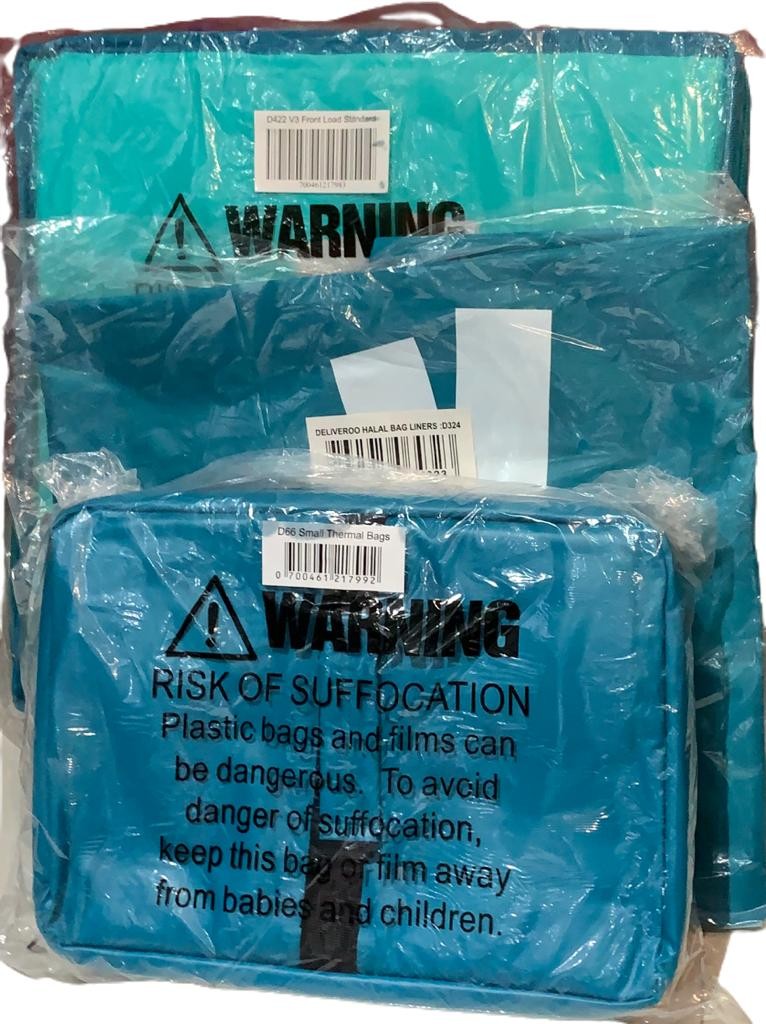 D422 V3 Front Load Standard
700461217983
WARNING
DELIVEROO HALAL BAG LINERS :D324
D66 Small Thermal Bags
0 700461 217992
WARNING
RISK OF SUFFOCATION
Plastic bags and films can
be dangerous. To avoid
danger of suffocation,
keep this bag or film away
from babies and children.